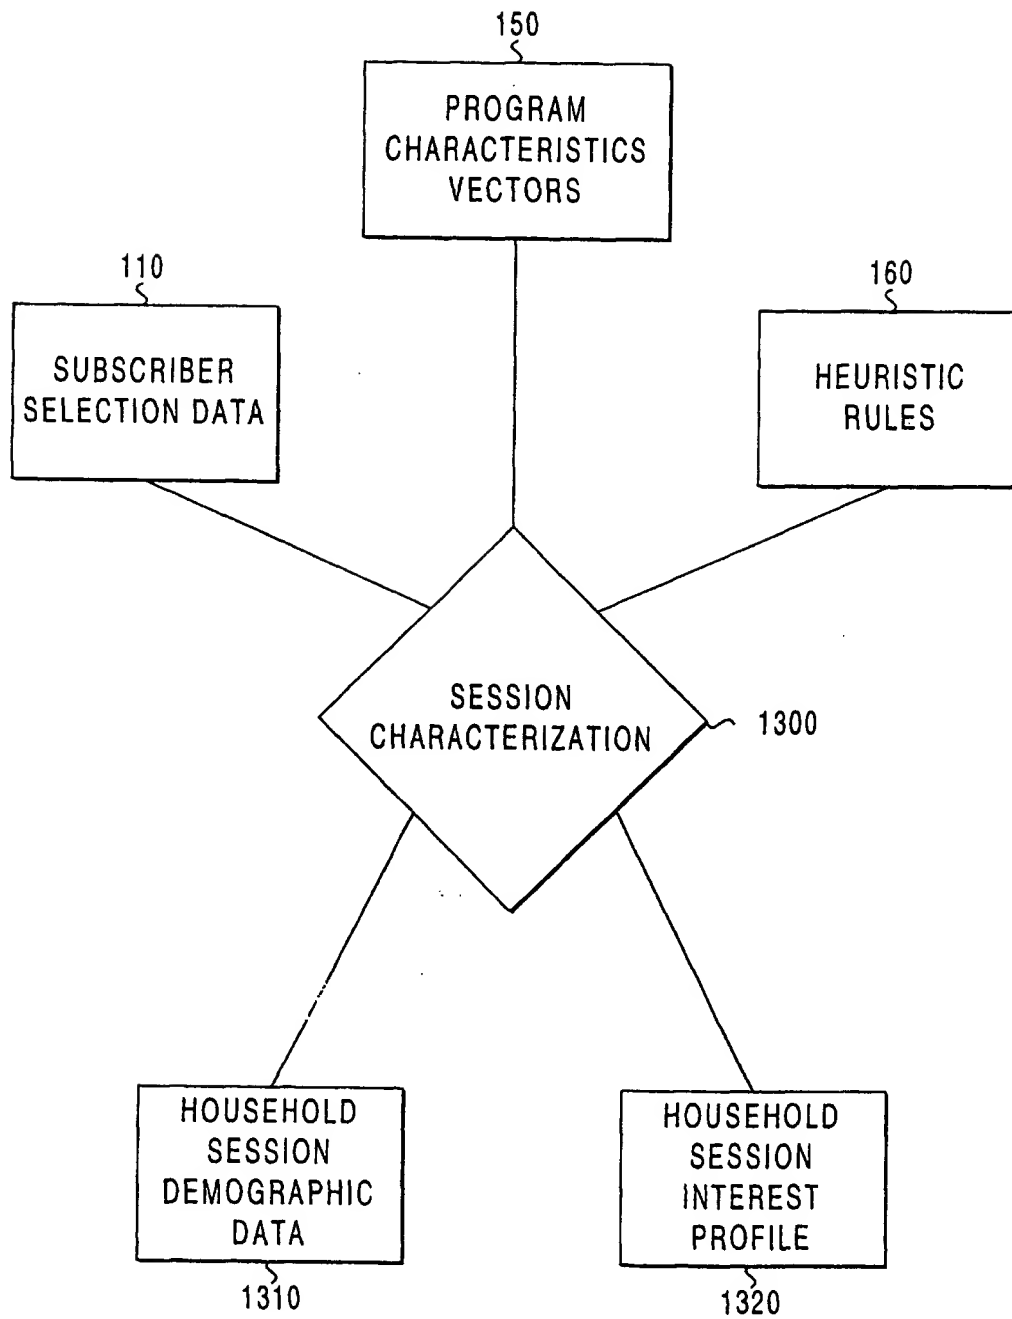 150
PROGRAM
CHARACTERISTICS
VECTORS
110
SUBSCRIBER
SELECTION DATA
160
HEURISTIC
RULES
SESSION
CHARACTERIZATION
1300
HOUSEHOLD
SESSION
DEMOGRAPHIC
DATA
1310
HOUSEHOLD
SESSION
INTEREST
PROFILE
1320